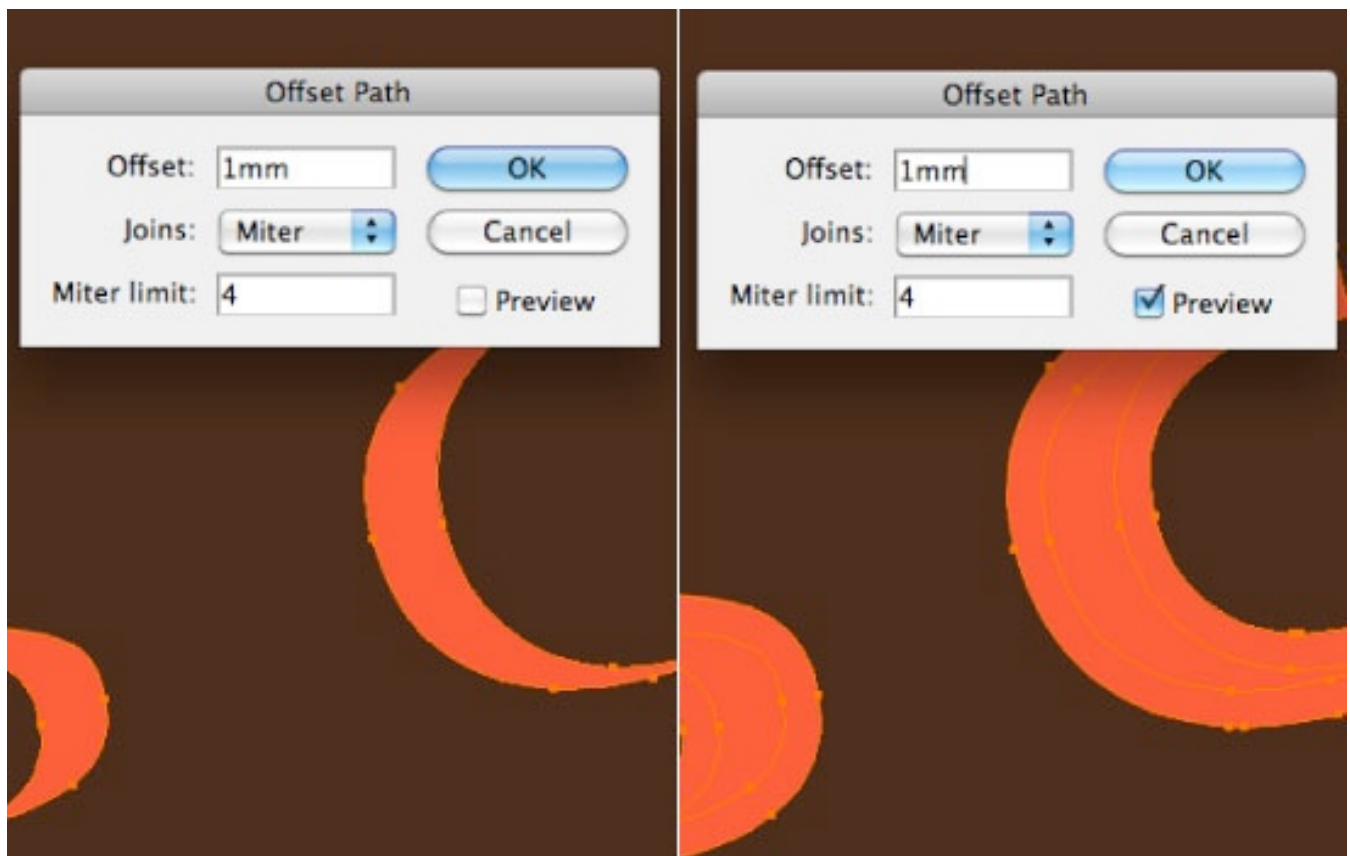 Offset Path
Offset: 1mm OK
Joins: Miter Cancel
Miter limit: 4 Preview
Offset Path
Offset: 1mm OK
Joins: Miter Cancel
Miter limit: 4 Preview